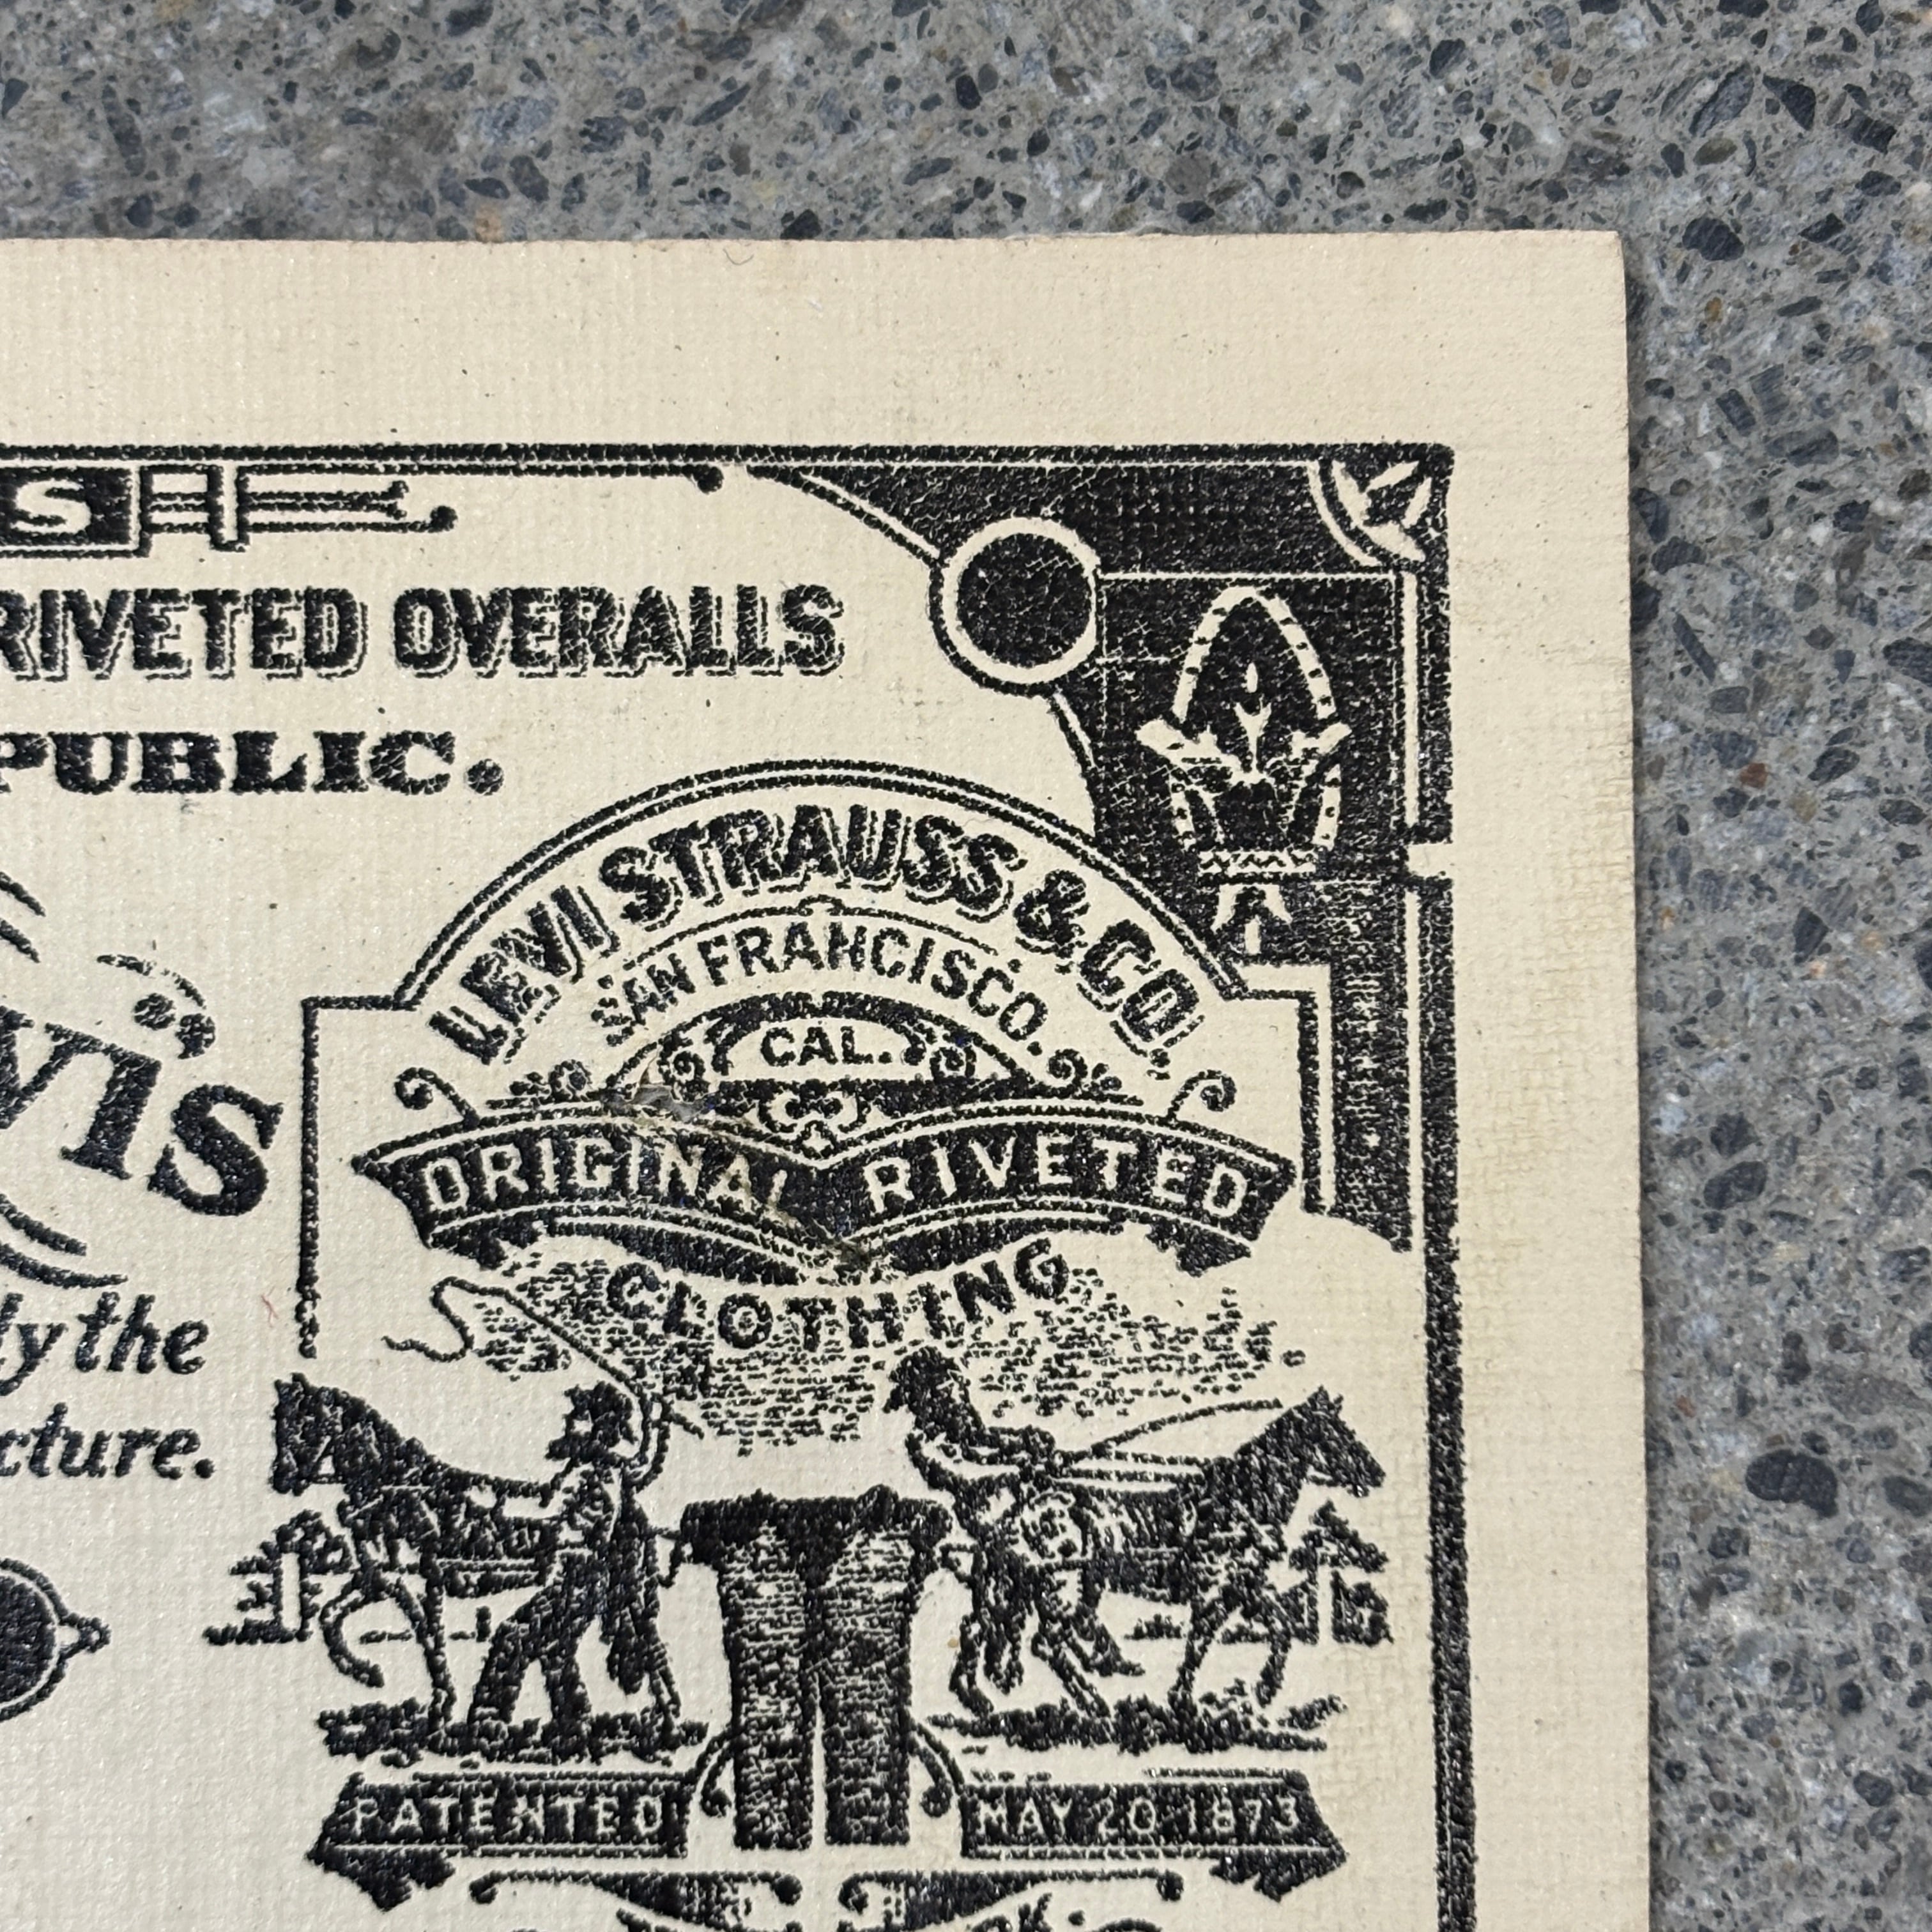 S
RIVETED OVERALLS
PUBLIC.
LEVI STRAUSS & CO.
SAN FRANCISCO.
CAL.
ORIGINAL RIVETED
CLOTHING
VI'S
ly the
cture.
PATENTED MAY 20 1873